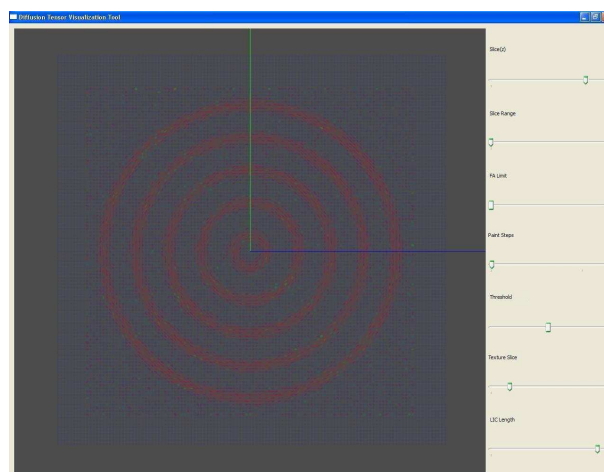 Diffusion Tensor Visualization Tool
Slice(z)
Slice Range
FA Limit
Paint Steps
Threshold
Texture Slice
LIC Length